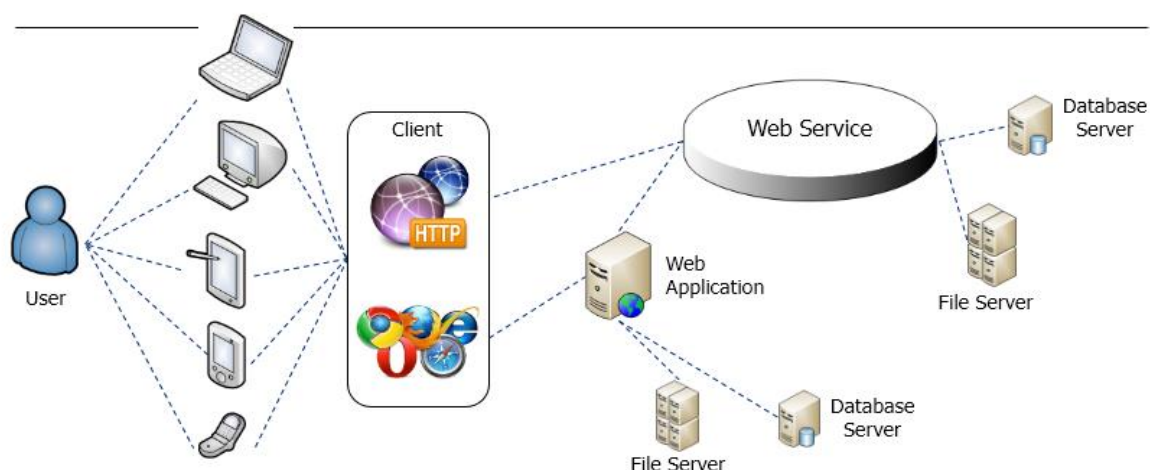 Client
HTTP
User
Web Service
Database
Server
Web
Application
File Server
Database
Server
File Server